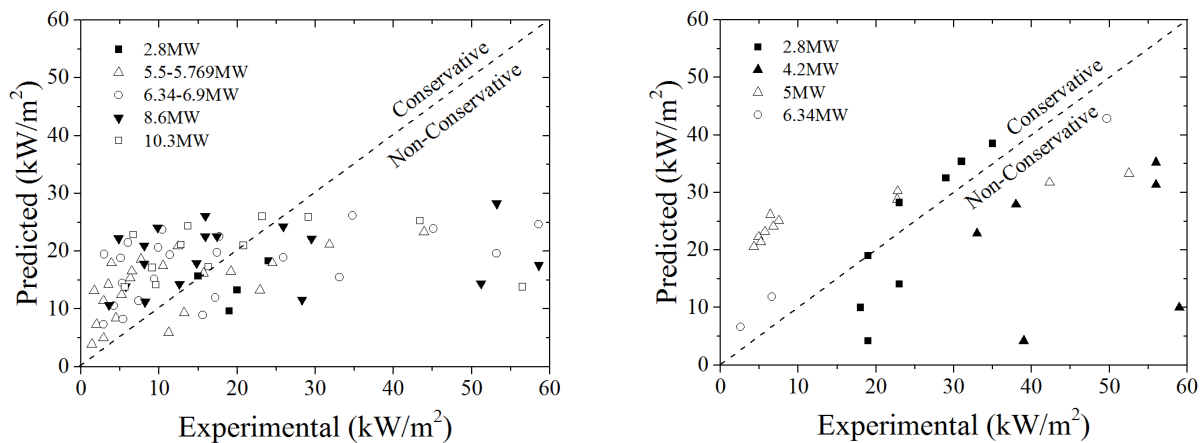 60
50
40
30
20
10
0
Predicted (kW/m²)
2.8MW
5.5-5.769MW
6.34-6.9MW
8.6MW
10.3MW
Conservative
Non-Conservative
0 10 20 30 40 50 60
Experimental (kW/m²)
60
50
40
30
20
10
0
Predicted (kW/m²)
2.8MW
4.2MW
5MW
6.34MW
Conservative
Non-Conservative
0 10 20 30 40 50 60
Experimental (kW/m²)